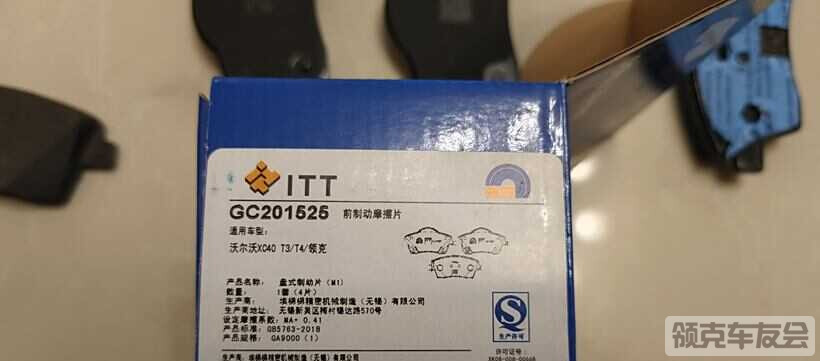 ITT
GC201525 前制动摩擦片
适用车型:
沃尔沃XC40 T3/T4/领克
产品名称: 盘式制动片 (M1)
数量: 1套 (4片)
生产商: 埃梯梯精密机械制造 (无锡) 有限公司
生产商地址: 无锡新吴区梅村锡达路570号
设定摩擦系数: MA+ 0.41
产品标准: GB5763-2018
产品规格: GA9000 (1)
生产商: 埃梯梯精密机械制造 (无锡) 有限公司
生产许可
许可证号:
领克车友会